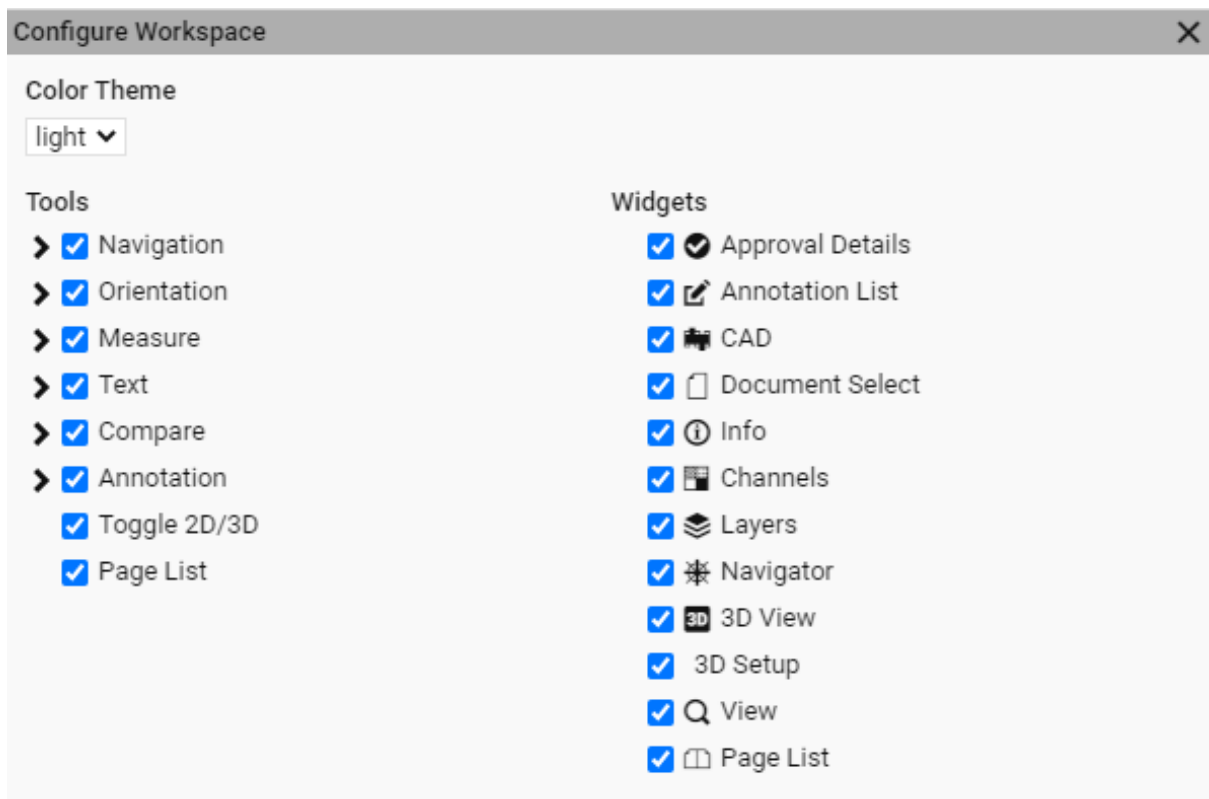 Configure Workspace
Color Theme
light
Tools
Navigation
Orientation
Measure
Text
Compare
Annotation
Toggle 2D/3D
Page List
Widgets
Approval Details
Annotation List
CAD
Document Select
Info
Channels
Layers
Navigator
3D 3D View
3D Setup
View
Page List